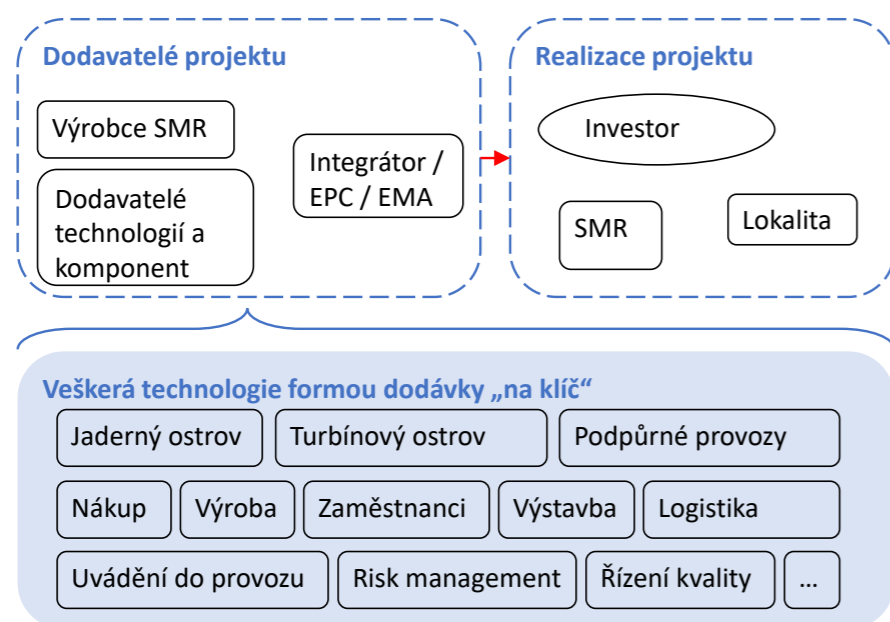 Dodavatelé projektu
Výrobce SMR
Dodavatelé
technologií a
komponent
Integrátor /
EPC / EMA
Realizace projektu
Investor
SMR
Lokalita
Veškerá technologie formou dodávky „na klíč“
Jaderný ostrov
Turbínový ostrov
Podpůrné provozy
Nákup
Výroba
Zaměstnanci
Výstavba
Logistika
Uvádění do provozu
Risk management
Řízení kvality
...